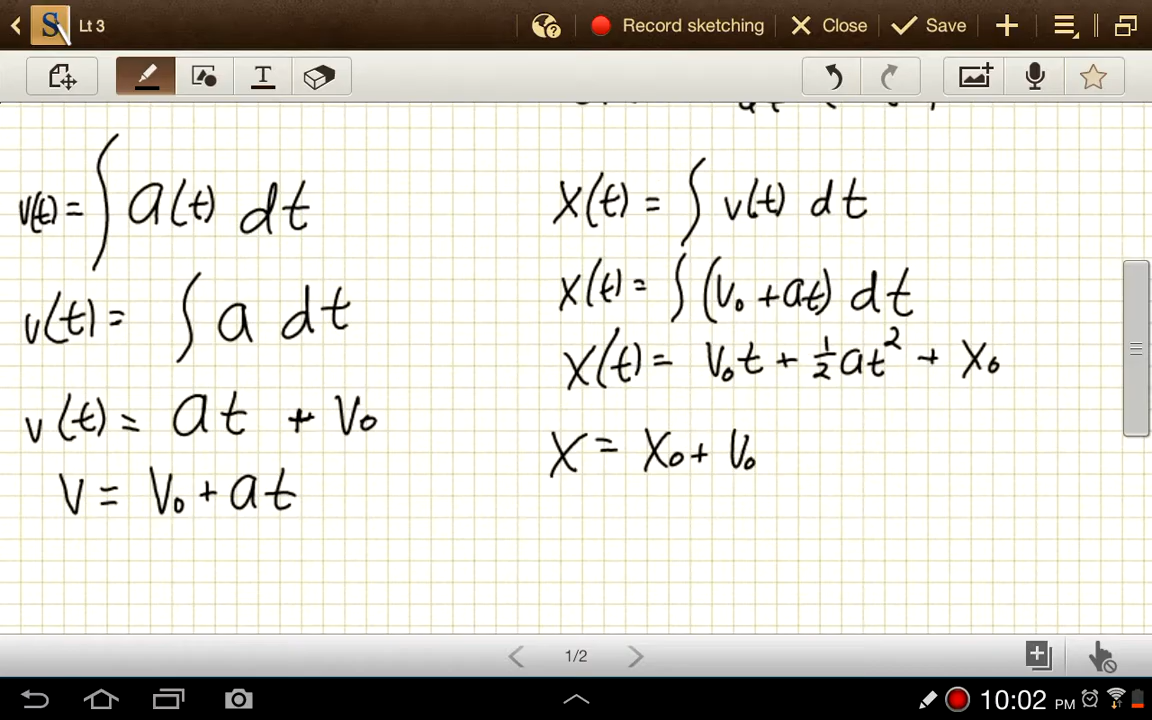 S Lt 3 Record sketching Close Save
T
v(t) = ∫ a(t) dt
v(t) = ∫ a dt
v(t) = at + v₀
v = v₀ + at
x(t) = ∫ v(t) dt
x(t) = ∫ (v₀ + at) dt
x(t) = v₀t + ½at² + x₀
x = x₀ + v₀
1/2
10:02 PM